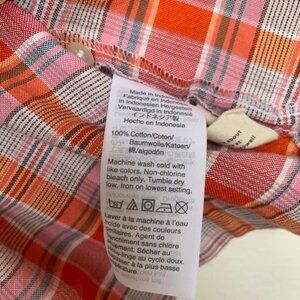 Made in Indonesia
Fabriqué en Indonésie
Hergestellt in Indonesien
Vervaardigd in Indonesië
インドネシア製
Hecho en Indonesia
100% Cotton/Coton/
Baumwolle/Katoen/
綿/algodón
Machine wash cold with
like colors. Non-chlorine
bleach only. Tumble dry
low. Iron on lowest setting.
Laver à la machine à l'eau
froide avec des couleurs
similaires. Agent de
blanchiment sans chlore
seulement. Séchage
par culbutage au cycle doux.
Repassage à la plus basse
température.